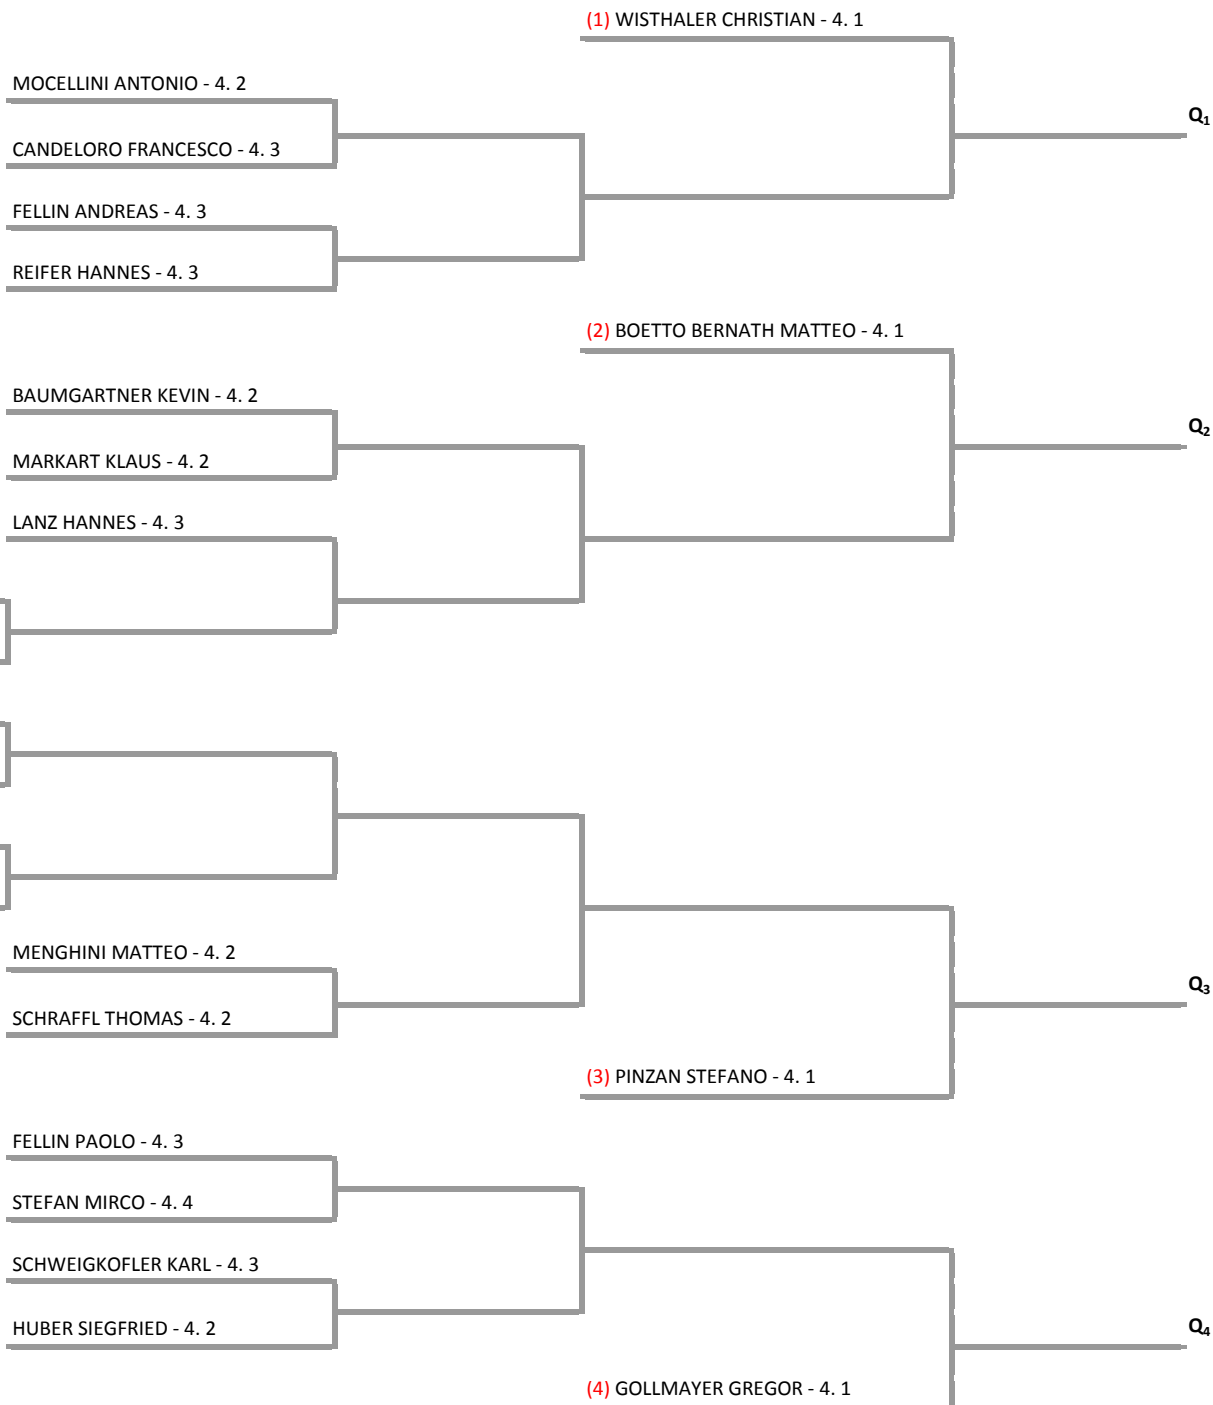 (1) WISTHALER CHRISTIAN - 4. 1
MOCELLINI ANTONIO - 4. 2
Q1
CANDELORO FRANCESCO - 4. 3
FELLIN ANDREAS - 4. 3
REIFER HANNES - 4. 3
(2) BOETTO BERNATH MATTEO - 4. 1
BAUMGARTNER KEVIN - 4. 2
Q2
MARKART KLAUS - 4. 2
LANZ HANNES - 4. 3
MENGHINI MATTEO - 4. 2
Q3
SCHRAFFL THOMAS - 4. 2
(3) PINZAN STEFANO - 4. 1
FELLIN PAOLO - 4. 3
STEFAN MIRCO - 4. 4
SCHWEIGKOFLER KARL - 4. 3
HUBER SIEGFRIED - 4. 2
Q4
(4) GOLLMAYER GREGOR - 4. 1